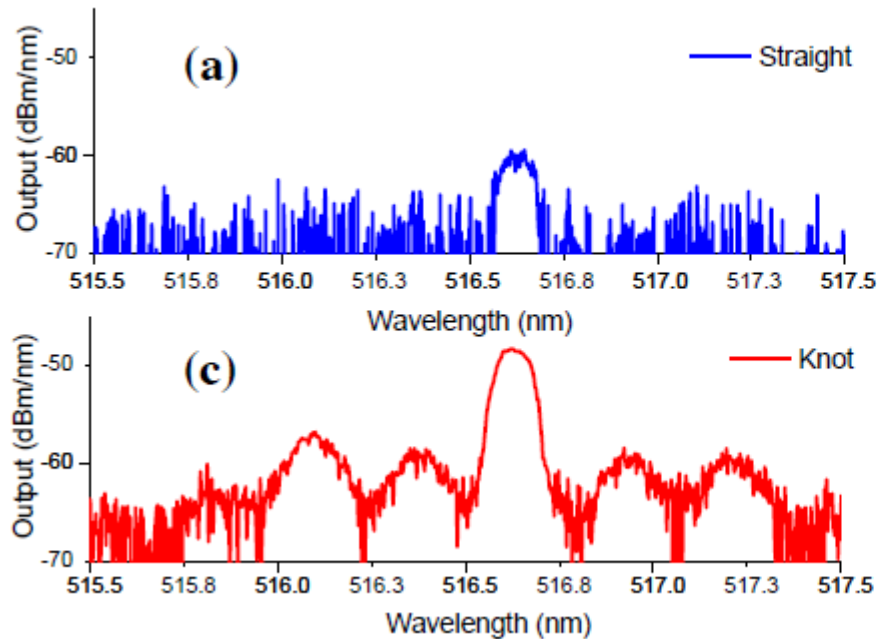 (a)
Straight
Output (dBm/nm)
-50
-60
-70
515.5 515.8 516.0 516.3 516.5 516.8 517.0 517.3 517.5
Wavelength (nm)
(c)
Knot
Output (dBm/nm)
-50
-60
-70
515.5 515.8 516.0 516.3 516.5 516.8 517.0 517.3 517.5
Wavelength (nm)